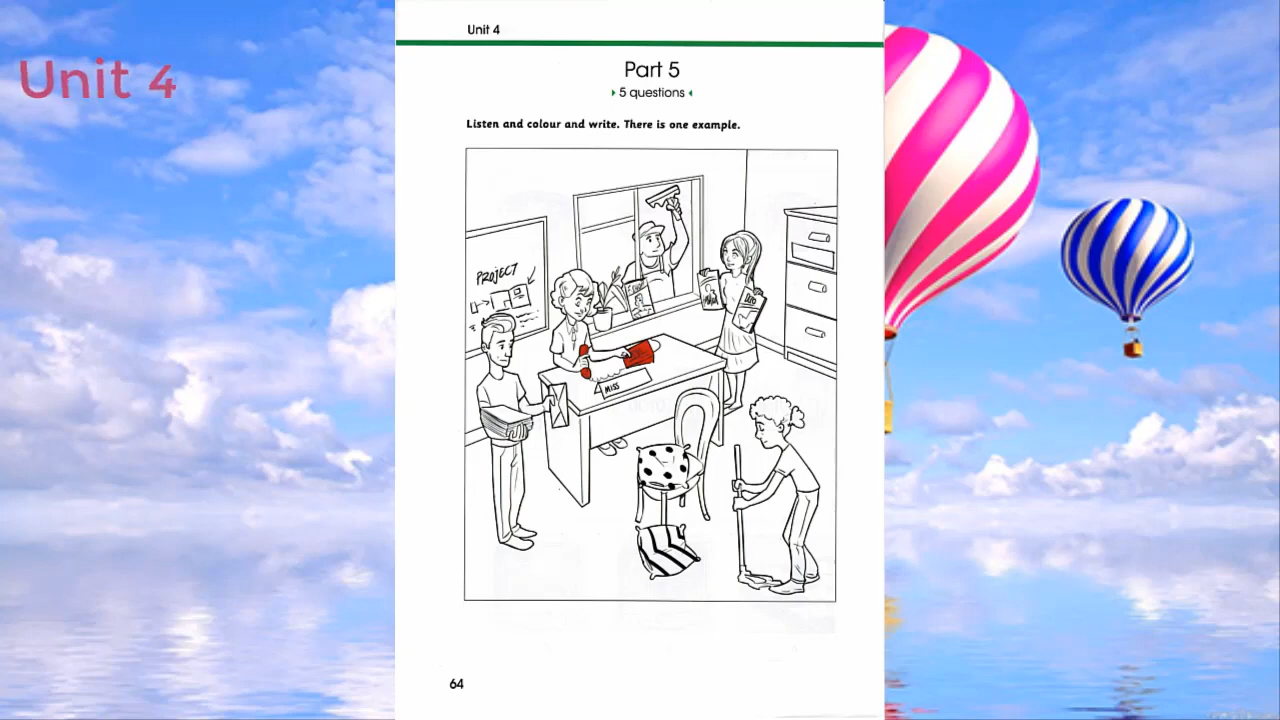 Unit 4
Unit 4
Part 5
5 questions
Listen and colour and write. There is one example.
PROJECT
MISS
64